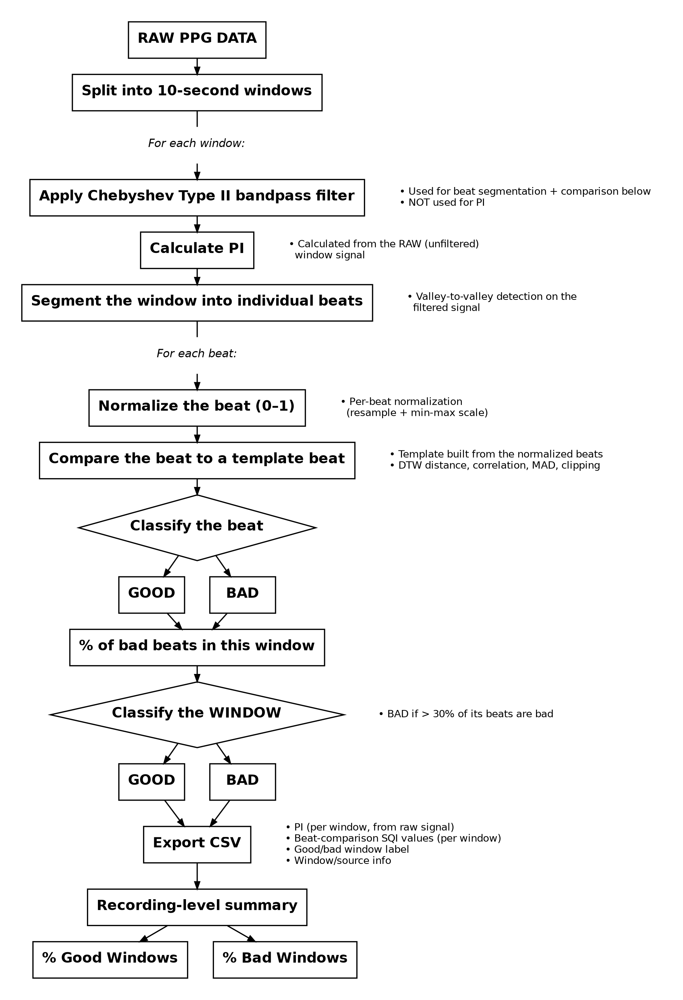 RAW PPG DATA
Split into 10-second windows
For each window:
Apply Chebyshev Type II bandpass filter
• Used for beat segmentation + comparison below
• NOT used for PI
Calculate PI
• Calculated from the RAW (unfiltered)
window signal
Segment the window into individual beats
• Valley-to-valley detection on the
filtered signal
For each beat:
Normalize the beat (0–1)
• Per-beat normalization
(resample + min-max scale)
Compare the beat to a template beat
• Template built from the normalized beats
• DTW distance, correlation, MAD, clipping
Classify the beat
GOOD
BAD
% of bad beats in this window
Classify the WINDOW
• BAD if > 30% of its beats are bad
GOOD
BAD
Export CSV
• PI (per window, from raw signal)
• Beat-comparison SQI values (per window)
• Good/bad window label
• Window/source info
Recording-level summary
% Good Windows
% Bad Windows